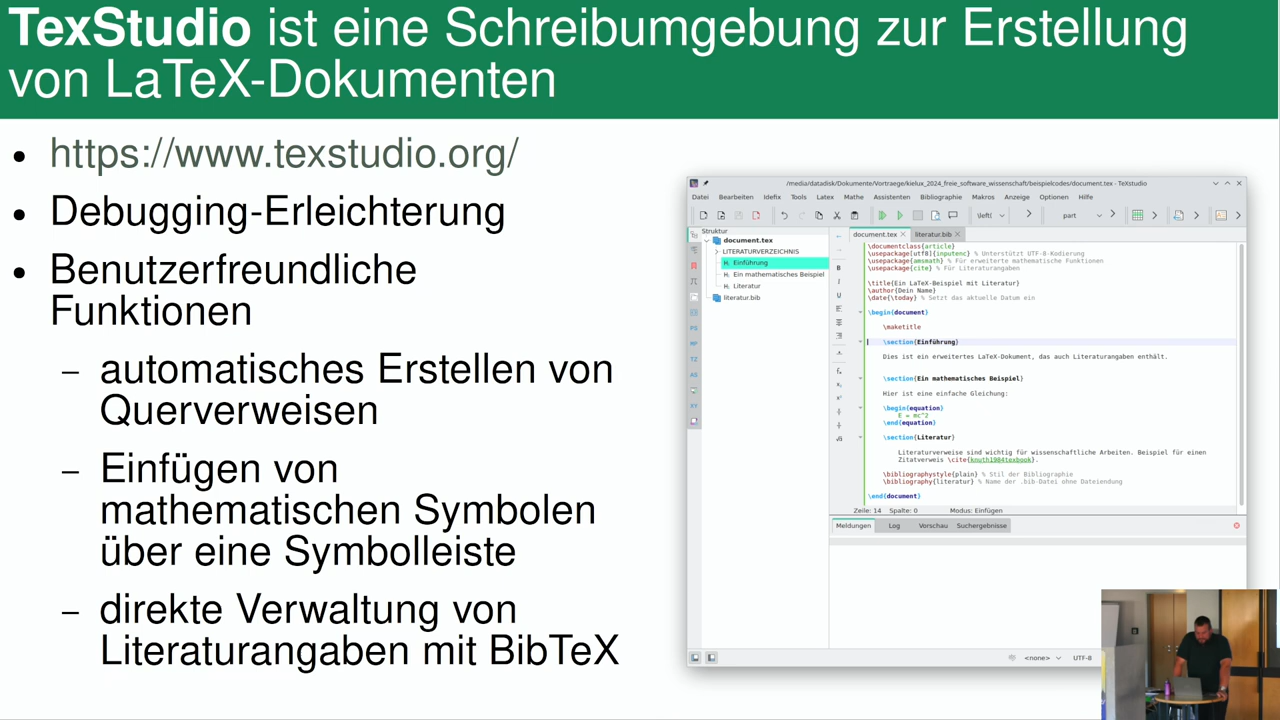 TexStudio ist eine Schreibumgebung zur Erstellung
von LaTeX-Dokumenten
• https://www.texstudio.org/
• Debugging-Erleichterung
• Benutzerfreundliche
Funktionen
– automatisches Erstellen von
Querverweisen
– Einfügen von
mathematischen Symbolen
über eine Symbolleiste
– direkte Verwaltung von
Literaturangaben mit BibTeX
/media/datadisk/Dokumente/Vortraege/kielux_2024_freie_software_wissenschaft/beispielcodes/document.tex - TeXstudio
Datei Bearbeiten Idefix Tools Latex Mathe Assistenten Bibliographie Makros Anzeige Optionen Hilfe
\left( part
Struktur
document.tex
LITERATURVERZEICHNIS
Einführung
Ein mathematisches Beispiel
Literatur
literatur.bib
document.tex literatur.bib
\documentclass{article}
\usepackage[utf8]{inputenc} % Unterstützt UTF-8-Kodierung
\usepackage{amsmath} % Für erweiterte mathematische Funktionen
\usepackage{cite} % Für Literaturangaben
\title{Ein LaTeX-Beispiel mit Literatur}
\author{Dein Name}
\date{\today} % Setzt das aktuelle Datum ein
\begin{document}
\maketitle
\section{Einführung}
Dies ist ein erweitertes LaTeX-Dokument, das auch Literaturangaben enthält.
\section{Ein mathematisches Beispiel}
Hier ist eine einfache Gleichung:
\begin{equation}
E = mc^2
\end{equation}
\section{Literatur}
Literaturverweise sind wichtig für wissenschaftliche Arbeiten. Beispiel für einen
Zitatverweis \cite{knuth1984texbook}.
\bibliographystyle{plain} % Stil der Bibliographie
\bibliography{literatur} % Name der .bib-Datei ohne Dateiendung
\end{document}
Zeile: 14 Spalte: 0 Modus: Einfügen
Meldungen Log Vorschau Suchergebnisse
<none> UTF-8